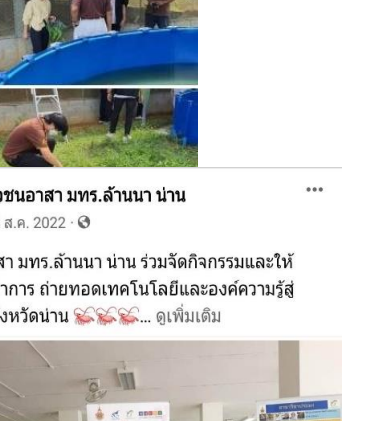 วชนอาสา มทร.ล้านนา น่าน
ส.ค. 2022 ·
สา มทร.ล้านนา น่าน ร่วมจัดกิจกรรมและให้
าการ ถ่ายทอดเทคโนโลยีและองค์ความรู้สู่
งหวัดน่าน 🦐🦐🦐... ดูเพิ่มเติม